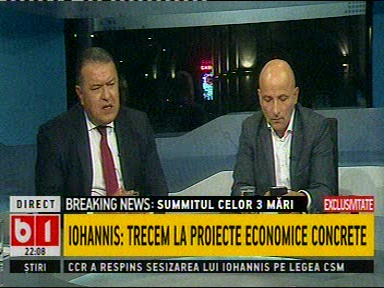 DIRECT
BREAKING NEWS: SUMMITUL CELOR 3 MĂRI
EXCLUSIVITATE
B1
22:08
IOHANNIS: TRECEM LA PROIECTE ECONOMICE CONCRETE
ȘTIRI
CCR A RESPINS SESIZAREA LUI IOHANNIS PE LEGEA CSM